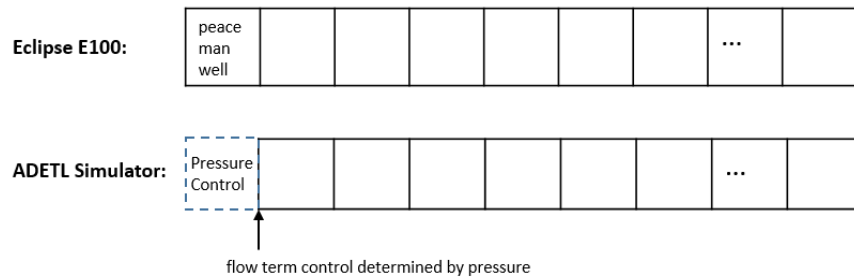 Eclipse E100:
peace
man
well
...
ADETL Simulator:
Pressure
Control
...
flow term control determined by pressure